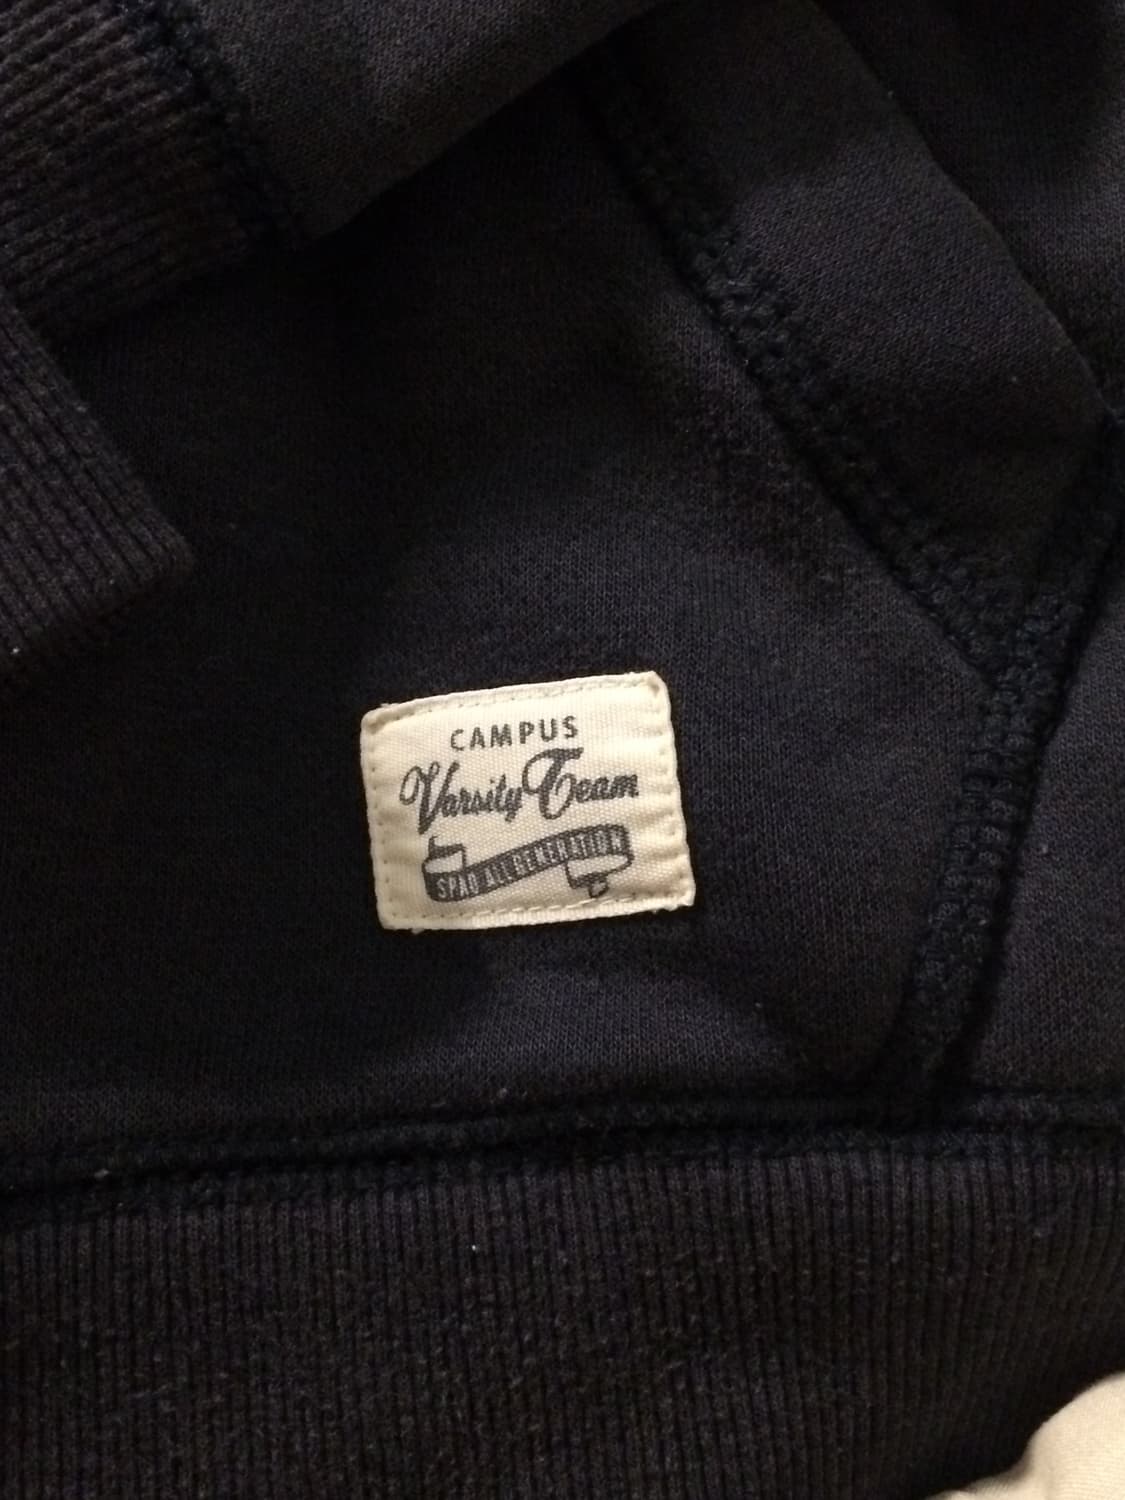 CAMPUS
Varsity Team
SPAO ALL GENERATION